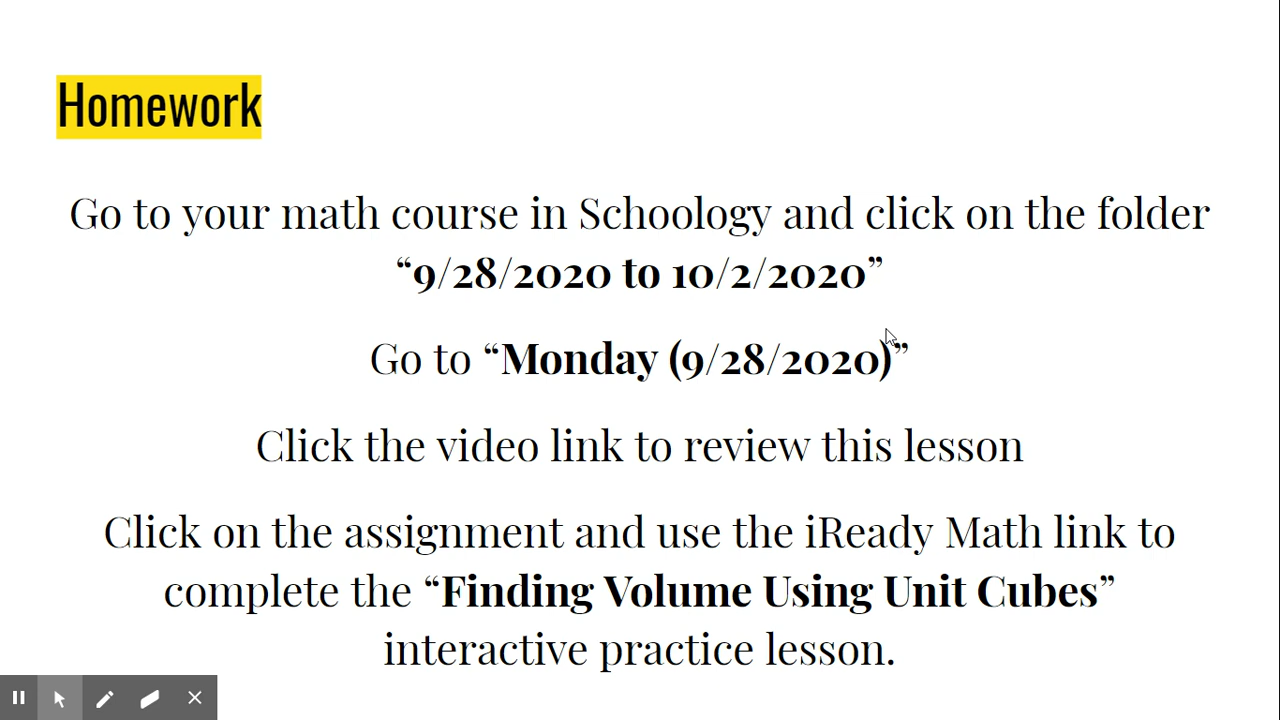 Homework
Go to your math course in Schoology and click on the folder
“9/28/2020 to 10/2/2020”
Go to “Monday (9/28/2020)”
Click the video link to review this lesson
Click on the assignment and use the iReady Math link to
complete the “Finding Volume Using Unit Cubes”
interactive practice lesson.